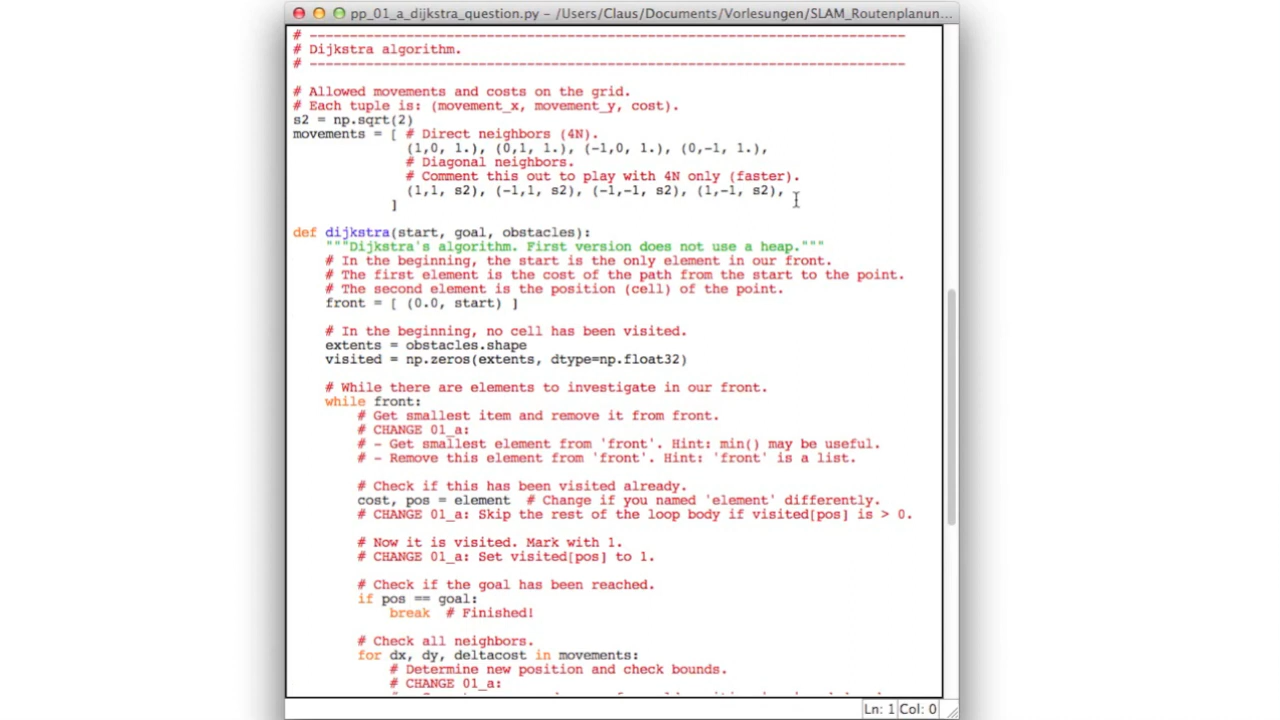 pp_01_a_dijkstra_question.py – /Users/Claus/Documents/Vorlesungen/SLAM_Routenplanun...
# --------------------------------------------------------------------------
# Dijkstra algorithm.
# --------------------------------------------------------------------------
# Allowed movements and costs on the grid.
# Each tuple is: (movement_x, movement_y, cost).
s2 = np.sqrt(2)
movements = [ # Direct neighbors (4N).
(1,0, 1.), (0,1, 1.), (-1,0, 1.), (0,-1, 1.),
# Diagonal neighbors.
# Comment this out to play with 4N only (faster).
(1,1, s2), (-1,1, s2), (-1,-1, s2), (1,-1, s2),
]
def dijkstra(start, goal, obstacles):
"""Dijkstra's algorithm. First version does not use a heap."""
# In the beginning, the start is the only element in our front.
# The first element is the cost of the path from the start to the point.
# The second element is the position (cell) of the point.
front = [ (0.0, start) ]
# In the beginning, no cell has been visited.
extents = obstacles.shape
visited = np.zeros(extents, dtype=np.float32)
# While there are elements to investigate in our front.
while front:
# Get smallest item and remove it from front.
# CHANGE 01_a:
# - Get smallest element from 'front'. Hint: min() may be useful.
# - Remove this element from 'front'. Hint: 'front' is a list.
# Check if this has been visited already.
cost, pos = element  # Change if you named 'element' differently.
# CHANGE 01_a: Skip the rest of the loop body if visited[pos] is > 0.
# Now it is visited. Mark with 1.
# CHANGE 01_a: Set visited[pos] to 1.
# Check if the goal has been reached.
if pos == goal:
break  # Finished!
# Check all neighbors.
for dx, dy, deltacost in movements:
# Determine new position and check bounds.
# CHANGE 01_a:
Ln: 1 Col: 0